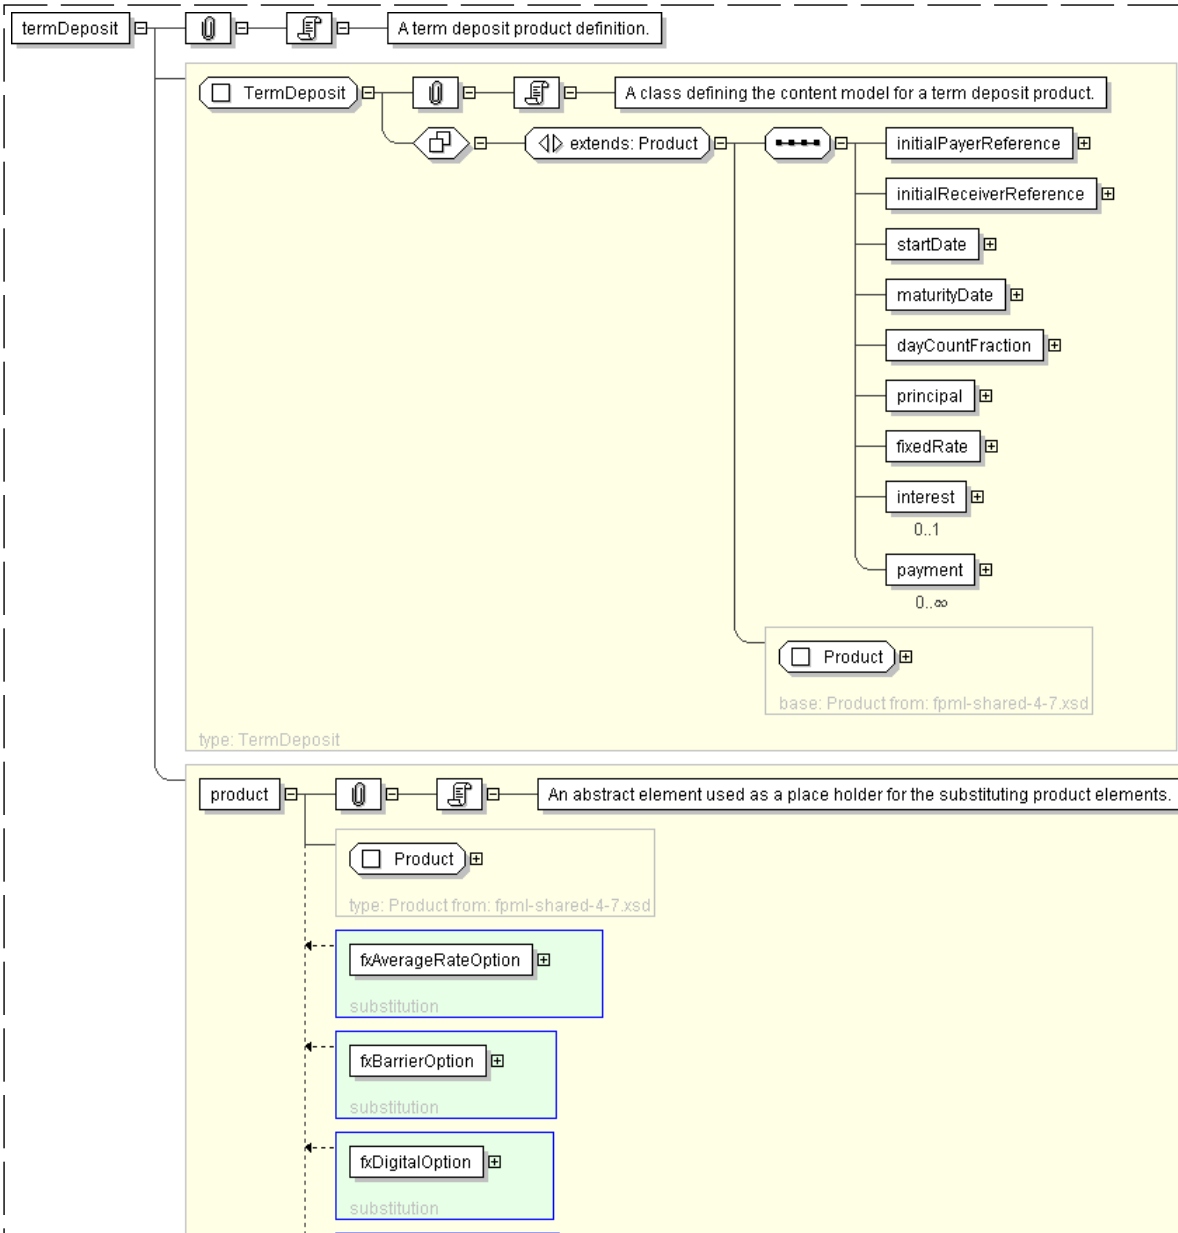 termDeposit
A term deposit product definition.
TermDeposit
A class defining the content model for a term deposit product.
extends: Product
initialPayerReference
initialReceiverReference
startDate
maturityDate
dayCountFraction
principal
fixedRate
interest
0..1
payment
0..∞
Product
base: Product from: fpml-shared-4-7.xsd
type: TermDeposit
product
An abstract element used as a place holder for the substituting product elements.
Product
type: Product from: fpml-shared-4-7.xsd
fxAverageRateOption
substitution
fxBarrierOption
substitution
fxDigitalOption
substitution